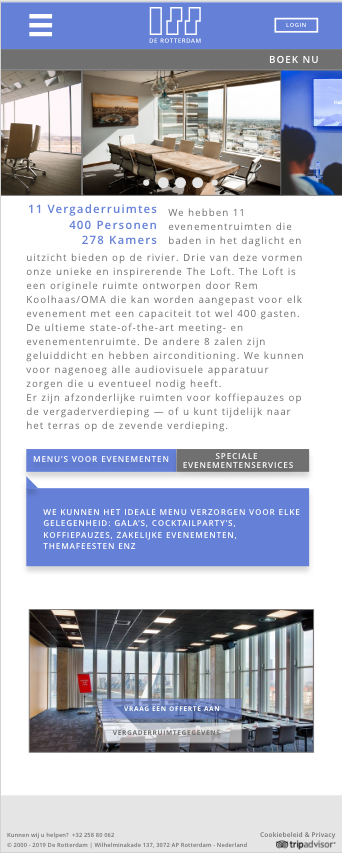 LOGIN
DE ROTTERDAM
BOEK NU
11 Vergaderruimtes
400 Personen
278 Kamers
We hebben 11
evenementruimten die
baden in het daglicht en
uitzicht bieden op de rivier. Drie van deze vormen
onze unieke en inspirerende The Loft. The Loft is
een originele ruimte ontworpen door Rem
Koolhaas/OMA die kan worden aangepast voor elk
evenement met een capaciteit tot wel 400 gasten.
De ultieme state-of-the-art meeting- en
evenementenruimte. De andere 8 zalen zijn
geluiddicht en hebben airconditioning. We kunnen
voor nagenoeg alle audiovisuele apparatuur
zorgen die u eventueel nodig heeft.
Er zijn afzonderlijke ruimten voor koffiepauzes op
de vergaderverdieping — of u kunt tijdelijk naar
het terras op de zevende verdieping.
MENU'S VOOR EVENEMENTEN
SPECIALE
EVENEMENTENSERVICES
WE KUNNEN HET IDEALE MENU VERZORGEN VOOR ELKE
GELEGENHEID: GALA'S, COCKTAILPARTY'S,
KOFFIEPAUZES, ZAKELIJKE EVENEMENTEN,
THEMAFEESTEN ENZ
VRAAG EEN OFFERTE AAN
VERGADERRUIMTEGEGEVENS
Kunnen wij u helpen? +32 258 80 062
Cookiebeleid & Privacy
© 2000 - 2019 De Rotterdam | Wilhelminakade 137, 3072 AP Rotterdam - Nederland
tripadvisor